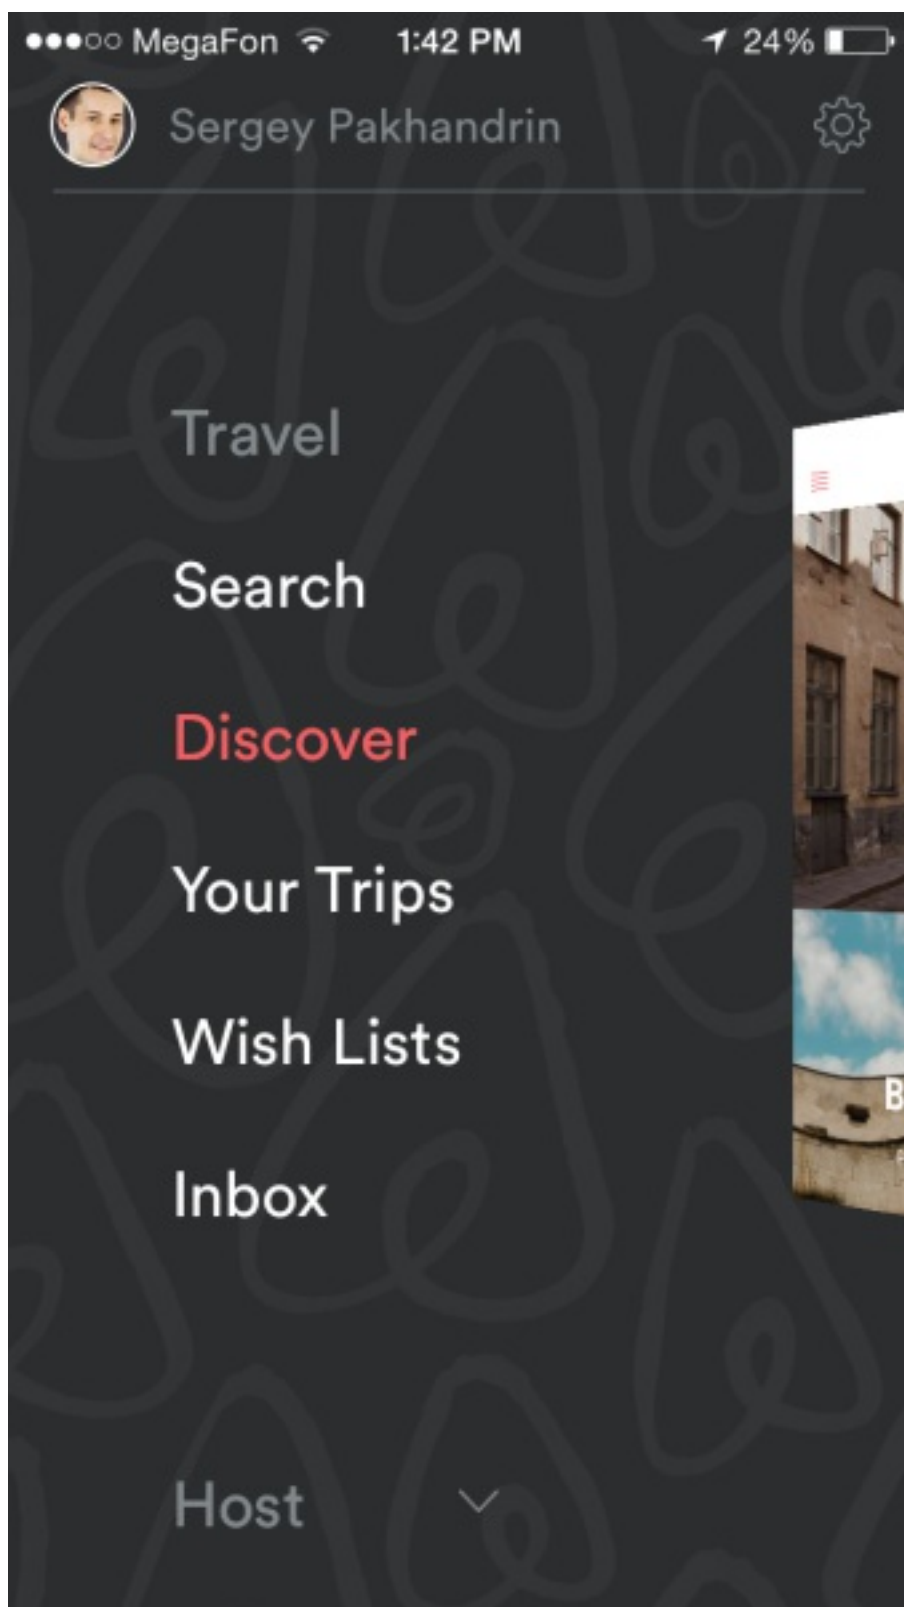 MegaFon 1:42 PM 24%
Sergey Pakhandrin
Travel
Search
Discover
Your Trips
Wish Lists
Inbox
Host